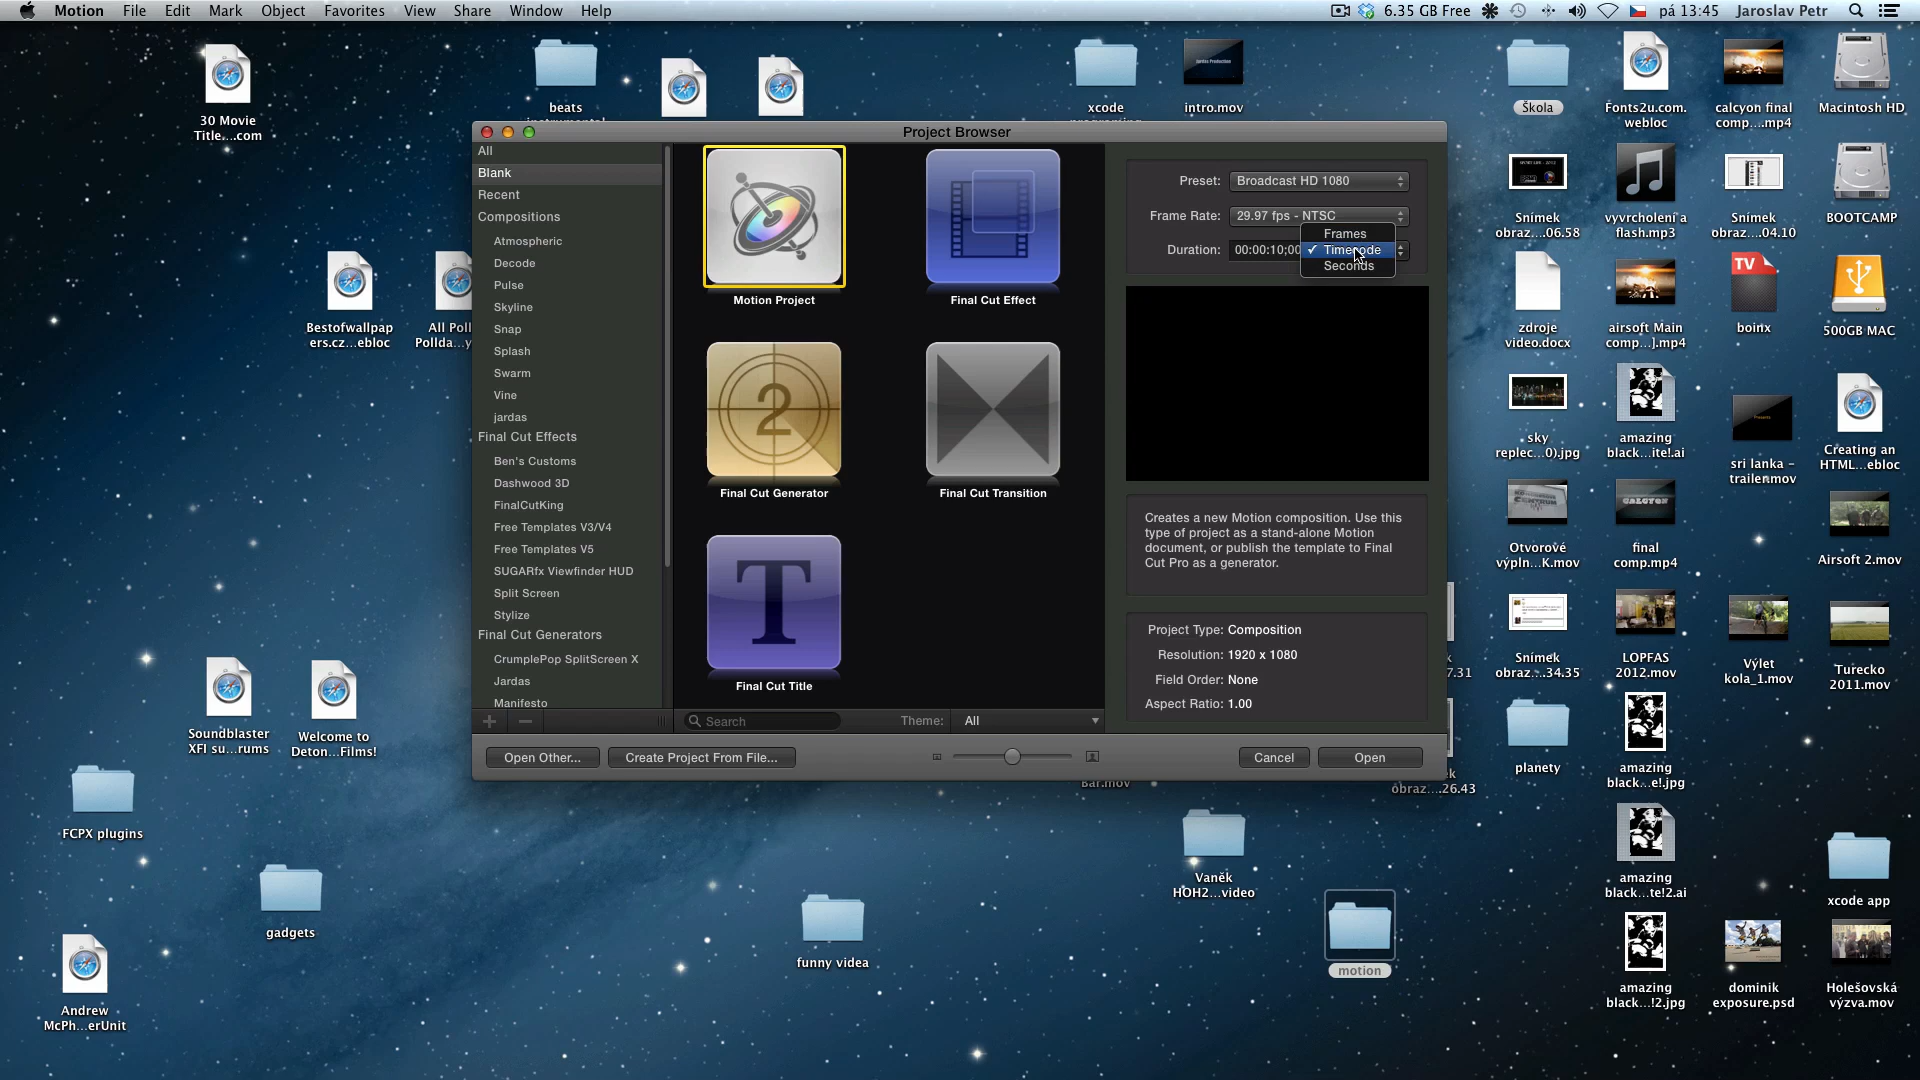 Motion File Edit Mark Object Favorites View Share Window Help
6.35 GB Free pá 13:45 Jaroslav Petr
30 Movie
Title....com
beats
xcode
intro.mov
Škola
Fonts2u.com.
webloc
calcyon final
comp....mp4
Macintosh HD
Project Browser
All
Blank
Recent
Compositions
Atmospheric
Decode
Pulse
Skyline
Snap
Splash
Swarm
Vine
jardas
Final Cut Effects
Ben's Customs
Dashwood 3D
FinalCutKing
Free Templates V3/V4
Free Templates V5
SUGARfx Viewfinder HUD
Split Screen
Stylize
Final Cut Generators
CrumplePop SplitScreen X
Jardas
Manifesto
Motion Project
Final Cut Effect
2
Final Cut Generator
Final Cut Transition
T
Final Cut Title
Preset: Broadcast HD 1080
Frame Rate: 29.97 fps - NTSC
Duration: 00:00:10;00
Frames
✓ Timecode
Seconds
Creates a new Motion composition. Use this
type of project as a stand-alone Motion
document, or publish the template to Final
Cut Pro as a generator.
Project Type: Composition
Resolution: 1920 x 1080
Field Order: None
Aspect Ratio: 1.00
Search
Theme: All
Open Other...
Create Project From File...
Cancel
Open
Snímek
obraz....06.58
vyvrcholeni a
flash.mp3
Snímek
obraz....04.10
BOOTCAMP
Bestofwallpap
ers.cz...ebloc
All Poll
Pollda...y
TV
zdroje
video.docx
airsoft Main
comp...].mp4
boinx
500GB MAC
sky
replec...0).jpg
amazing
black....ite!.ai
sri lanka -
trailer.mov
Creating an
HTML...ebloc
Otvorové
výpln...K.mov
final
comp.mp4
Airsoft 2.mov
7.31
Snímek
obraz....34.35
LOPFAS
2012.mov
Výlet
kola_1.mov
Turecko
2011.mov
Soundblaster
XFI su...rums
Welcome to
Deton...Films!
obraz....26.43
planety
amazing
black....e!.jpg
FCPX plugins
Vaněk
HOH2...video
amazing
black....te!2.ai
xcode app
gadgets
funny videa
motion
amazing
black....!2.jpg
dominik
exposure.psd
Holešovská
výzva.mov
Andrew
McPh...erUnit